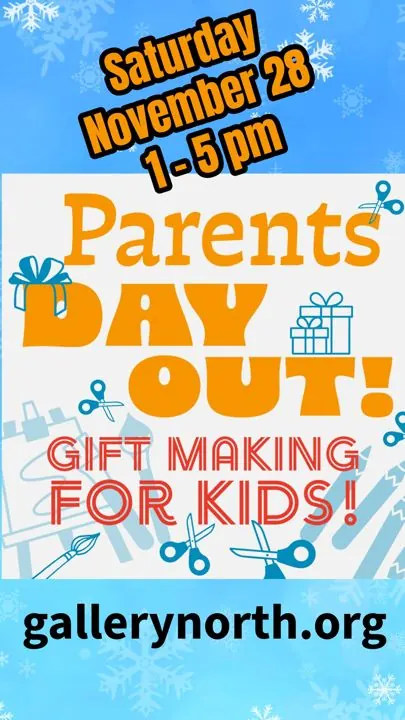 Saturday
November 28
1 - 5 pm
Parents
DAY
OUT!
GIFT MAKING
FOR KIDS!
gallerynorth.org